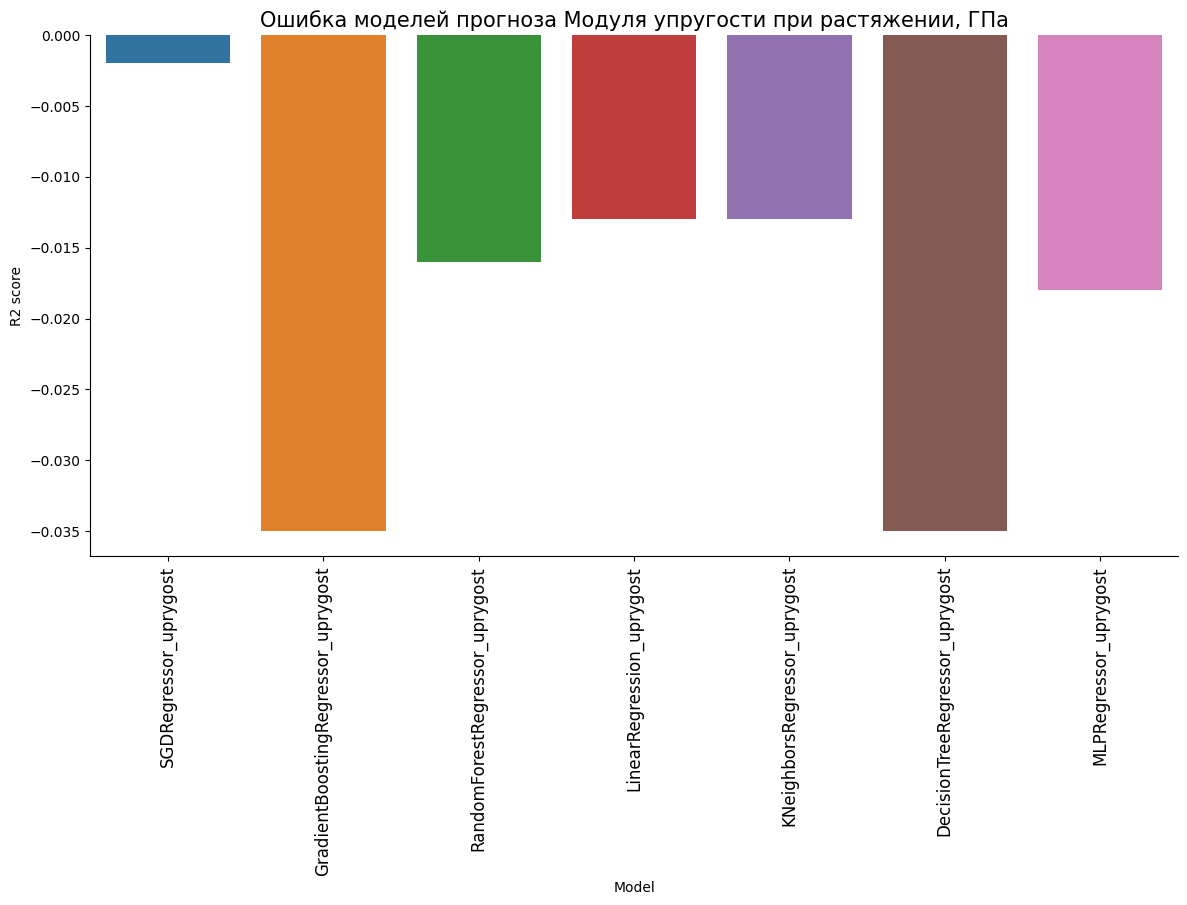 Ошибка моделей прогноза Модуля упругости при растяжении, ГПа
0.000
−0.005
−0.010
−0.015
−0.020
−0.025
−0.030
−0.035
R2 score
SGDRegressor_uprygost
GradientBoostingRegressor_uprygost
RandomForestRegressor_uprygost
LinearRegression_uprygost
KNeighborsRegressor_uprygost
DecisionTreeRegressor_uprygost
MLPRegressor_uprygost
Model